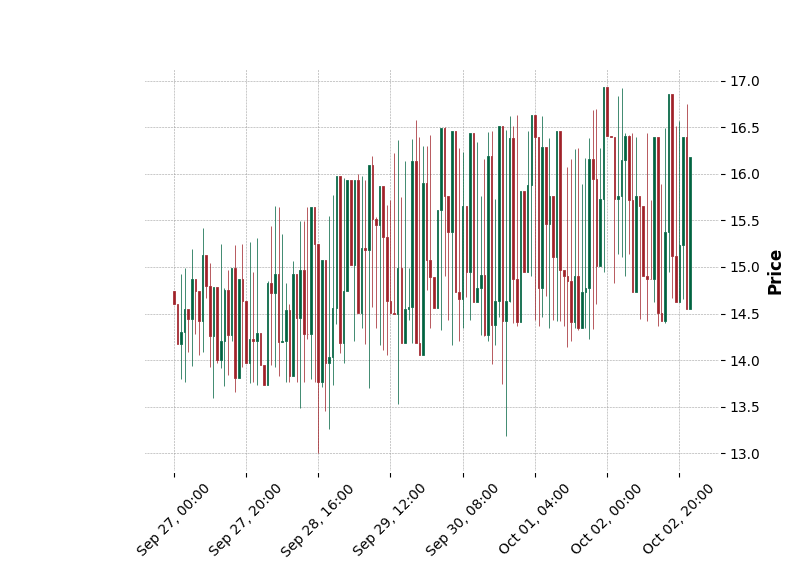 17.0
16.5
16.0
15.5
15.0
14.5
14.0
13.5
13.0
Price
Sep 27, 00:00
Sep 27, 20:00
Sep 28, 16:00
Sep 29, 12:00
Sep 30, 08:00
Oct 01, 04:00
Oct 02, 00:00
Oct 02, 20:00